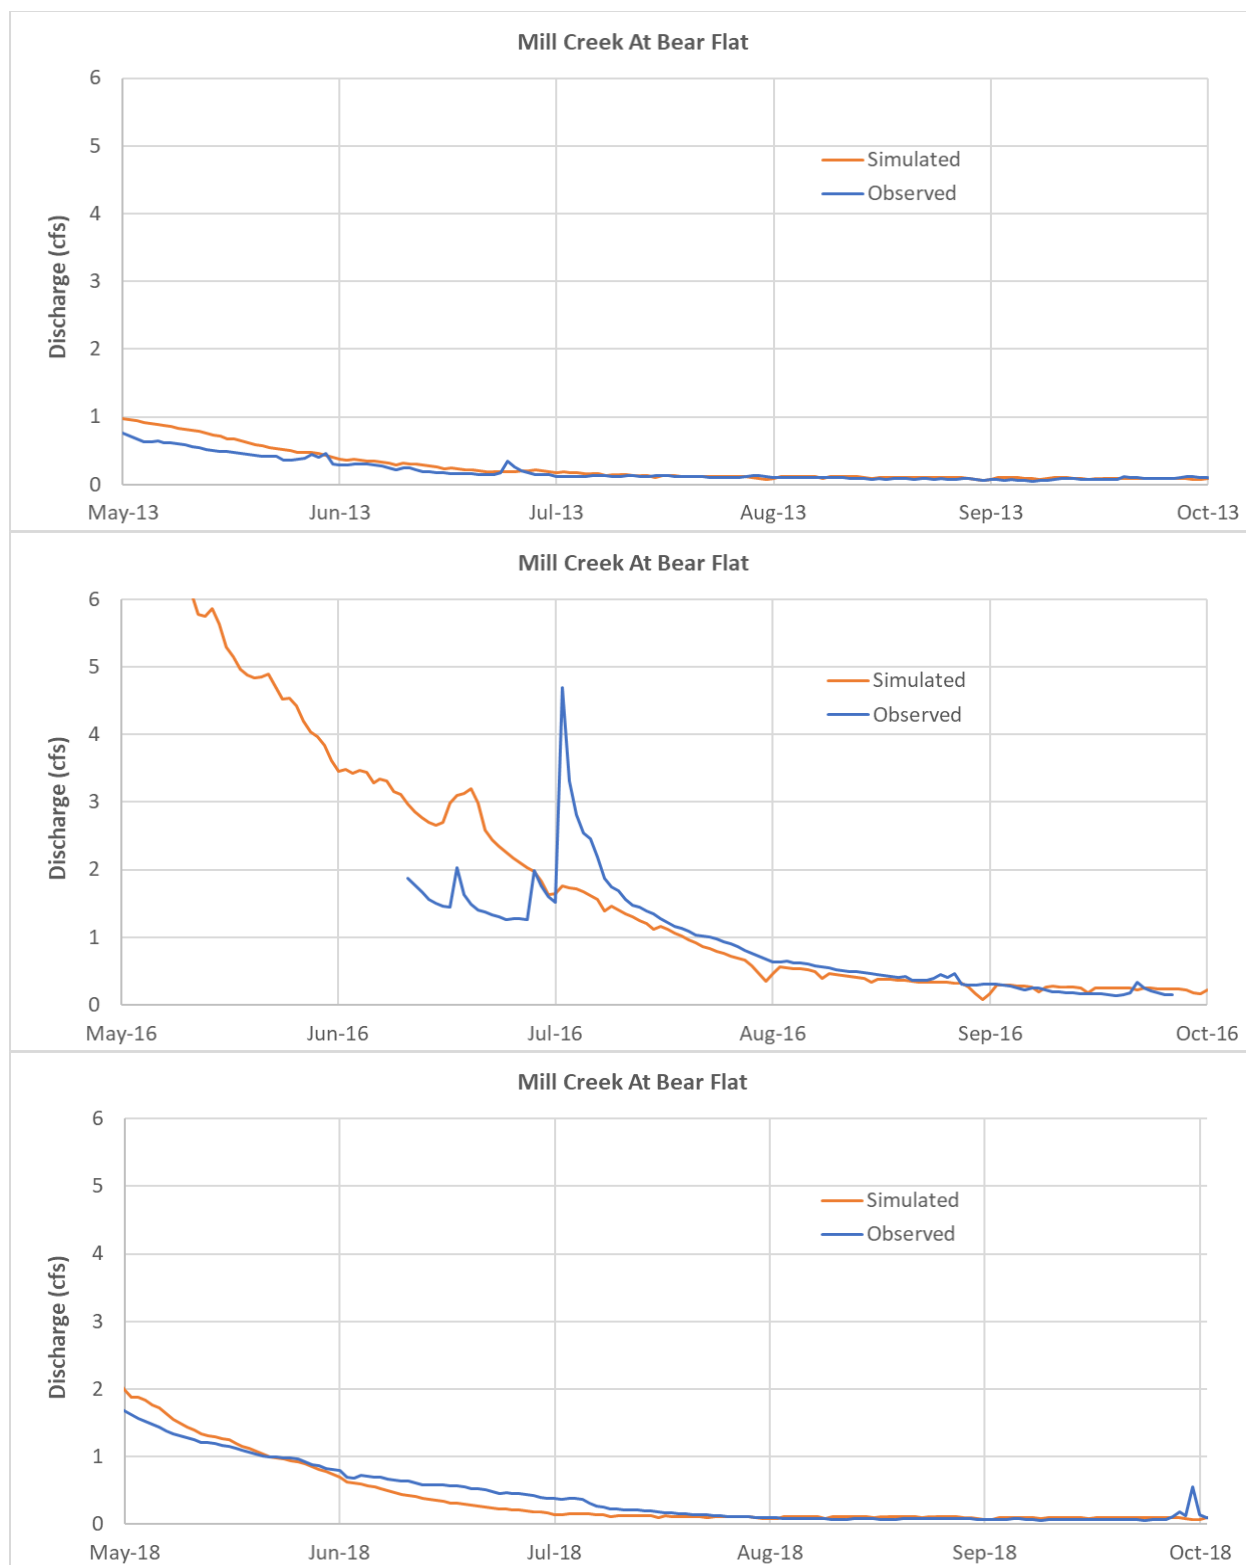 Mill Creek At Bear Flat
6
5
4
3
2
1
0
Discharge (cfs)
Simulated
Observed
May-13 Jun-13 Jul-13 Aug-13 Sep-13 Oct-13
Mill Creek At Bear Flat
6
5
4
3
2
1
0
Discharge (cfs)
Simulated
Observed
May-16 Jun-16 Jul-16 Aug-16 Sep-16 Oct-16
Mill Creek At Bear Flat
6
5
4
3
2
1
0
Discharge (cfs)
Simulated
Observed
May-18 Jun-18 Jul-18 Aug-18 Sep-18 Oct-18